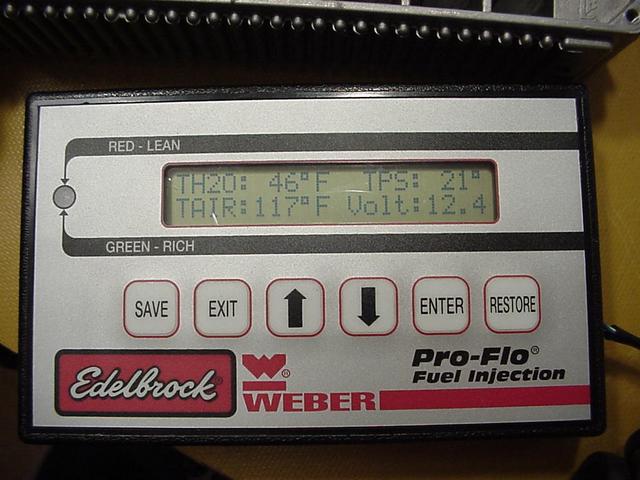 RED - LEAN
TH2O: 46°F TPS: 21°
TAIR:117°F Volt:12.4
GREEN - RICH
SAVE EXIT ENTER RESTORE
Edelbrock®
W®
WEBER
Pro-Flo®
Fuel Injection